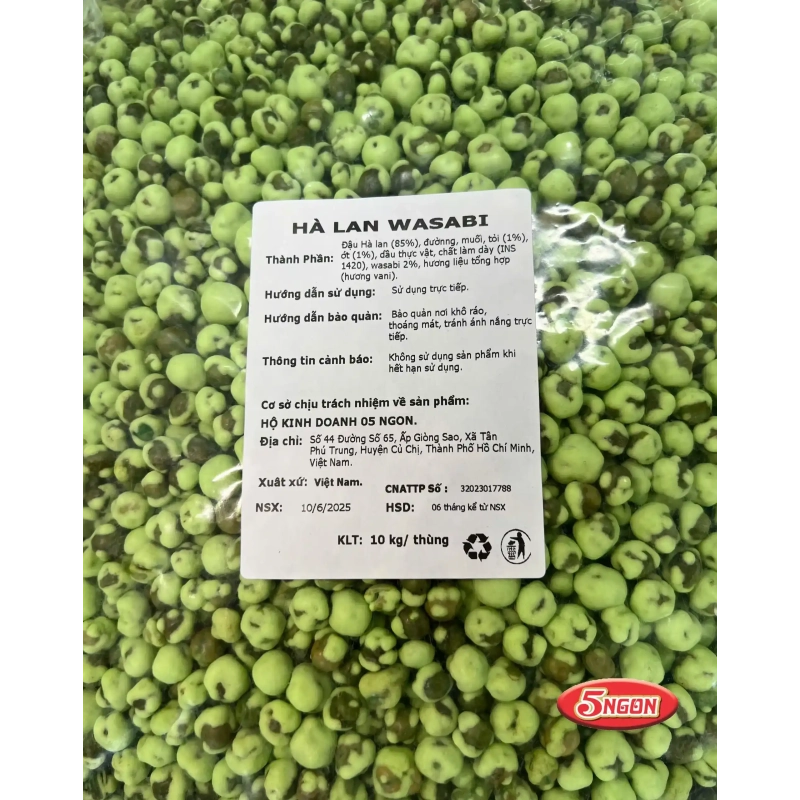 HÀ LAN WASABI
Thành Phần: Đậu Hà lan (85%), đườnng, muối, tỏi (1%),
ớt (1%), dầu thực vật, chất làm dày (INS
1420), wasabi 2%, hương liệu tổng hợp
(hương vani).
Hướng dẫn sử dụng: Sử dụng trực tiếp.
Hướng dẫn bảo quản: Bảo quản nơi khô ráo,
thoáng mát, tránh ánh nắng trực
tiếp.
Thông tin cảnh báo: Không sử dụng sản phẩm khi
hết hạn sử dụng.
Cơ sở chịu trách nhiệm về sản phẩm:
HỘ KINH DOANH 05 NGON.
Địa chỉ: Số 44 Đường Số 65, Ấp Giòng Sao, Xã Tân
Phú Trung, Huyện Củ Chị, Thành Phố Hồ Chí Minh,
Việt Nam.
Xuât xứ: Việt Nam.
CNATTP Số : 32023017788
NSX: 10/6/2025 HSD: 06 tháng kể từ NSX
KLT: 10 kg/ thùng
5NGON